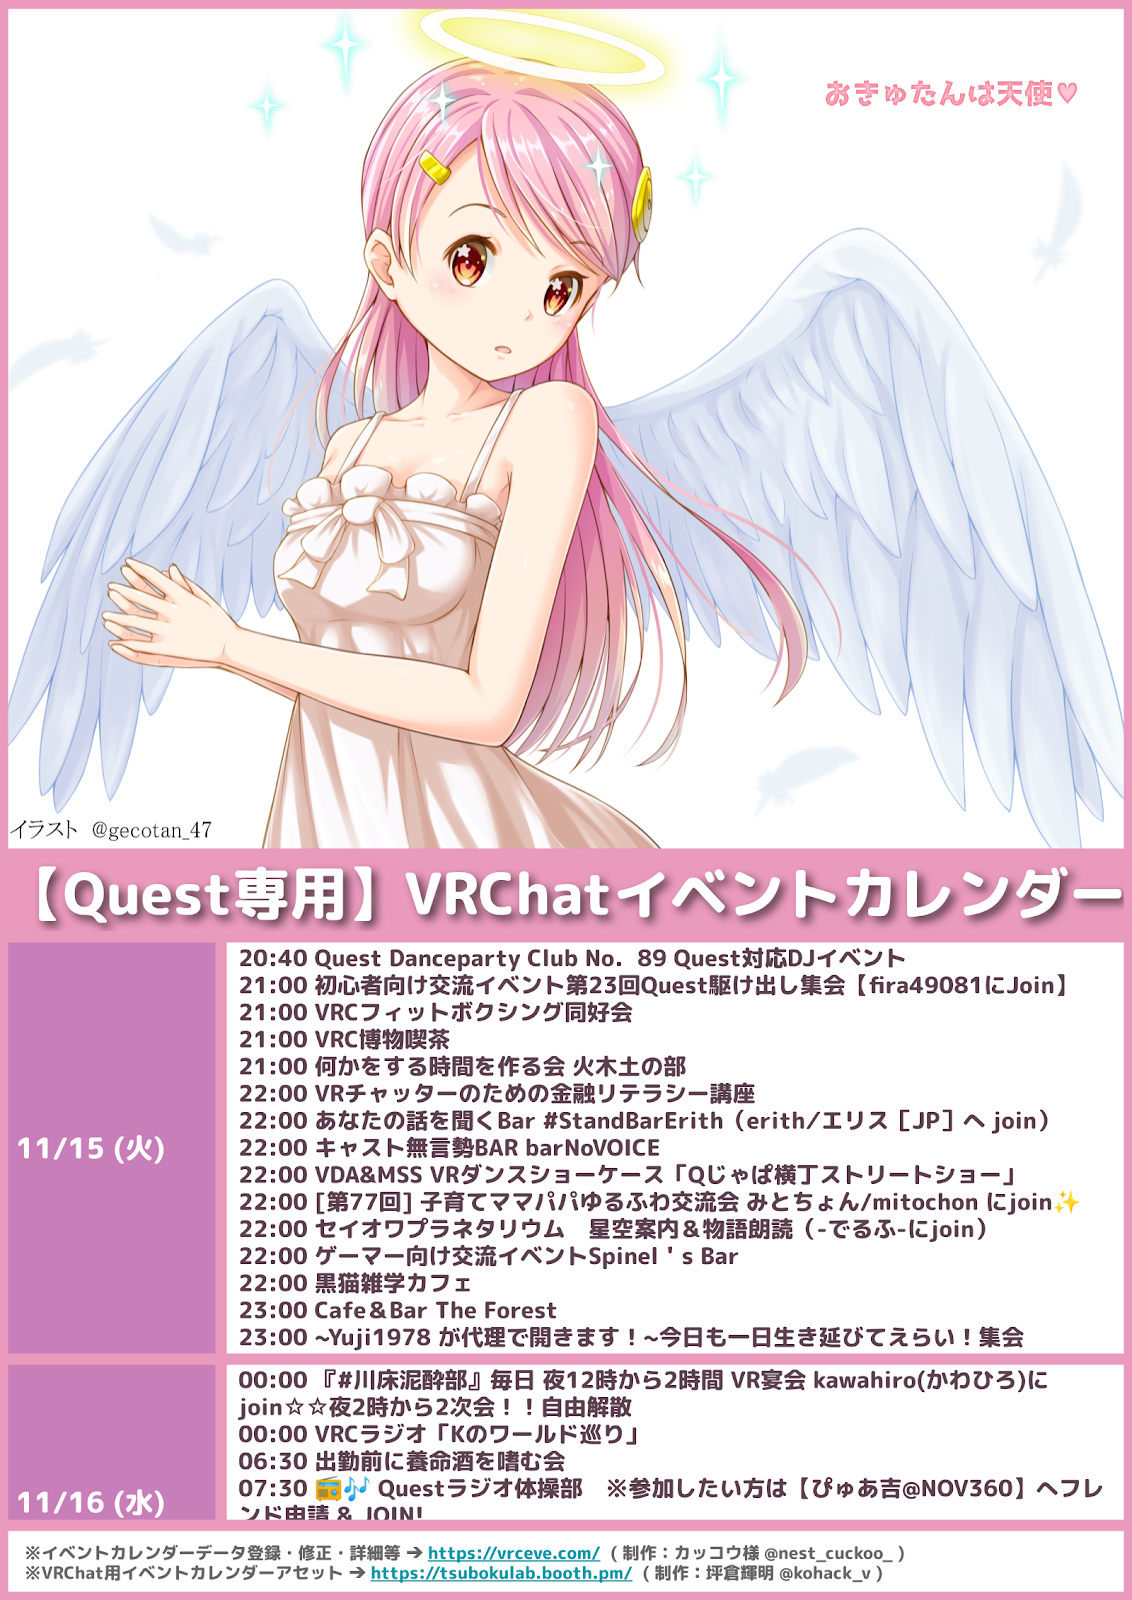 おきゅたんは天使♥
イラスト @gecotan_47
【Quest専用】VRChatイベントカレンダー
11/15 (火)
20:40 Quest Danceparty Club No. 89 Quest対応DJイベント
21:00 初心者向け交流イベント第23回Quest駆け出し集会【fira49081にJoin】
21:00 VRCフィットボクシング同好会
21:00 VRC博物喫茶
21:00 何かをする時間を作る会 火木土の部
22:00 VRチャッターのための金融リテラシー講座
22:00 あなたの話を聞くBar #StandBarErith（erith/エリス［JP］へ join）
22:00 キャスト無言勢BAR barNoVOICE
22:00 VDA&MSS VRダンスショーケース「Qじゃぱ横丁ストリートショー」
22:00 [第77回] 子育てママパパゆるふわ交流会 みとちょん/mitochon にjoin✨
22:00 セイオワプラネタリウム　星空案内＆物語朗読（-でるふ-にjoin）
22:00 ゲーマー向け交流イベントSpinel ' s Bar
22:00 黒猫雑学カフェ
23:00 Cafe＆Bar The Forest
23:00 ~Yuji1978 が代理で開きます！~今日も一日生き延びてえらい！集会
11/16 (水)
00:00 『#川床泥酔部』毎日 夜12時から2時間 VR宴会 kawahiro(かわひろ)に
join☆☆夜2時から2次会！！自由解散
00:00 VRCラジオ「Kのワールド巡り」
06:30 出勤前に養命酒を嗜む会
07:30 📻🎶 Questラジオ体操部　※参加したい方は【ぴゅあ吉@NOV360】へフレ
ンド申請 & JOIN!
※イベントカレンダーデータ登録・修正・詳細等 ➔ https://vrceve.com/ ( 制作：カッコウ様 @nest_cuckoo_ )
※VRChat用イベントカレンダーアセット ➔ https://tsubokulab.booth.pm/ ( 制作：坪倉輝明 @kohack_v )